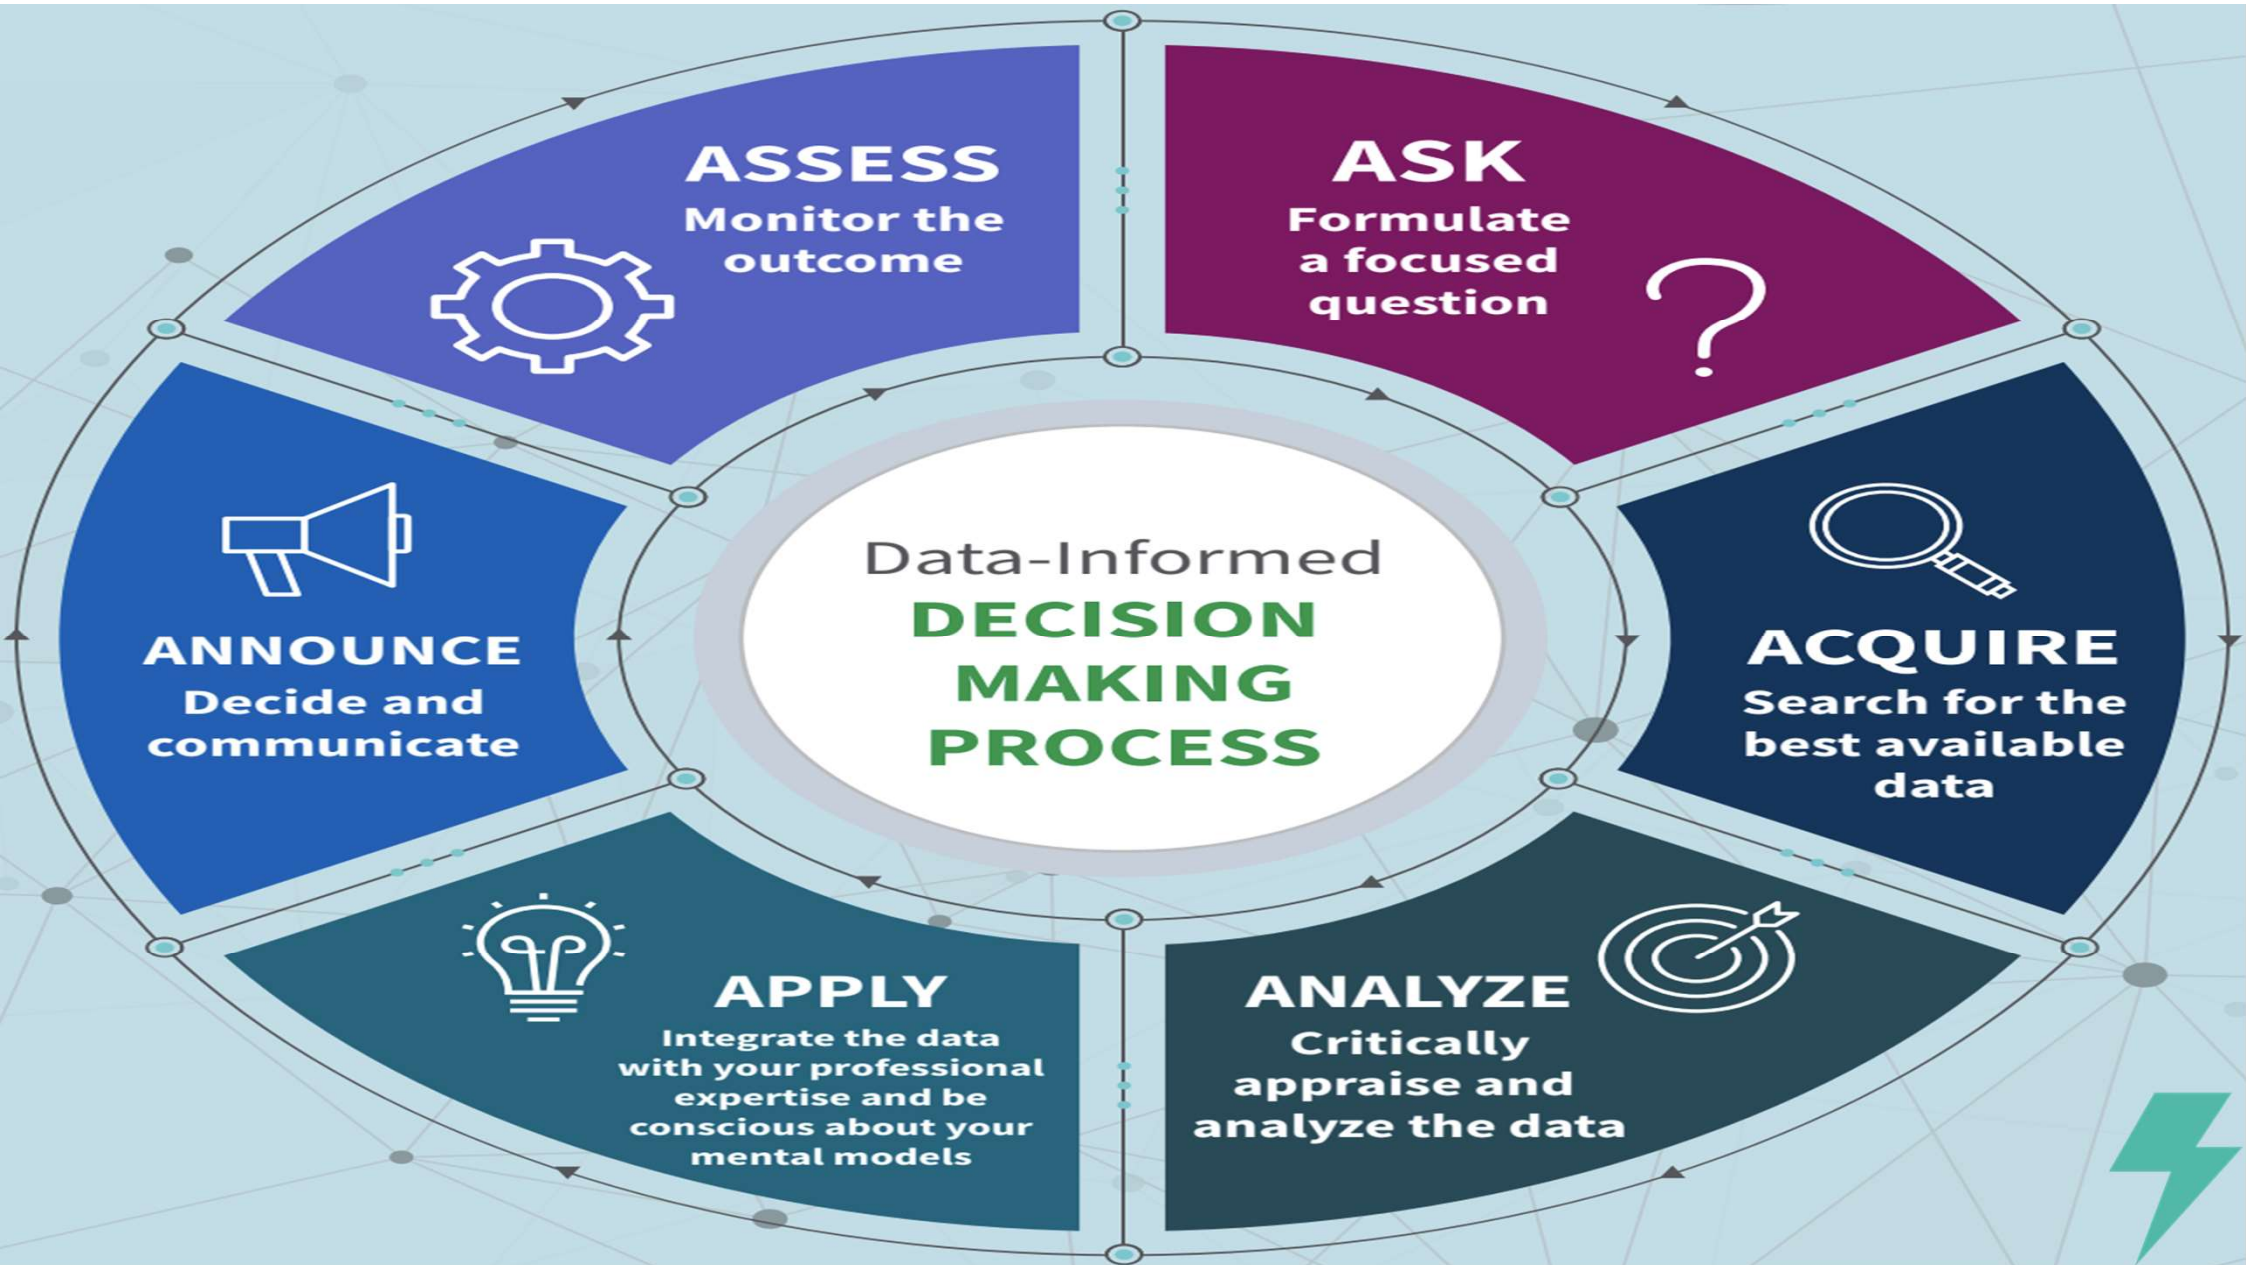 Data-Informed
DECISION
MAKING
PROCESS
ASK
Formulate
a focused
question
ACQUIRE
Search for the
best available
data
ANALYZE
Critically
appraise and
analyze the data
APPLY
Integrate the data
with your professional
expertise and be
conscious about your
mental models
ANNOUNCE
Decide and
communicate
ASSESS
Monitor the
outcome